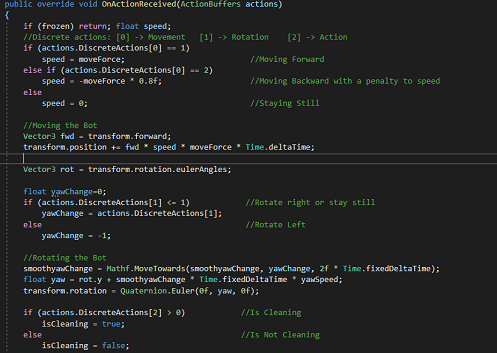 public override void OnActionReceived(ActionBuffers actions)
{
if (frozen) return; float speed;
//Discrete actions: [0] -> Movement [1] -> Rotation [2] -> Action
if (actions.DiscreteActions[0] == 1)
speed = moveForce; //Moving Forward
else if (actions.DiscreteActions[0] == 2)
speed = -moveForce * 0.8f; //Moving Backward with a penalty to speed
else
speed = 0; //Staying Still
//Moving the Bot
Vector3 fwd = transform.forward;
transform.position += fwd * speed * moveForce * Time.deltaTime;
Vector3 rot = transform.rotation.eulerAngles;
float yawChange=0;
if (actions.DiscreteActions[1] <= 1) //Rotate right or stay still
yawChange = actions.DiscreteActions[1];
else //Rotate Left
yawChange = -1;
//Rotating the Bot
smoothyawChange = Mathf.MoveTowards(smoothyawChange, yawChange, 2f * Time.fixedDeltaTime);
float yaw = rot.y + smoothyawChange * Time.fixedDeltaTime * yawSpeed;
transform.rotation = Quaternion.Euler(0f, yaw, 0f);
if (actions.DiscreteActions[2] > 0) //Is Cleaning
isCleaning = true;
else //Is Not Cleaning
isCleaning = false;